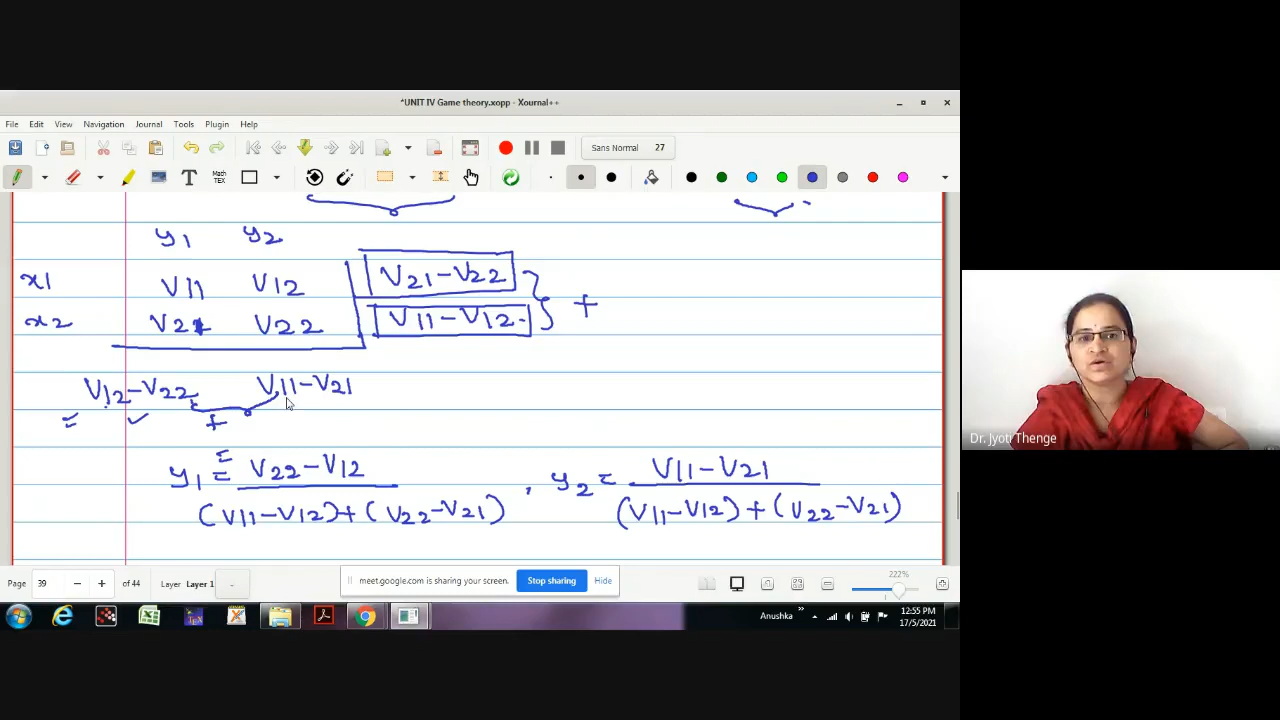 *UNIT IV Game theory.xopp - Xournal++
File Edit View Navigation Journal Tools Plugin Help
Sans Normal 27
T Math TEX
y1 y2
x1 V11 V12 V21-V22
x2 V21 V22 V11-V12 +
V12-V22 V11-V21
+
y1 = V22-V12 , y2 = V11-V21
(V11-V12)+(V22-V21) (V11-V12)+(V22-V21)
Dr. Jyoti Thenge
Page 39 of 44 Layer Layer 1
meet.google.com is sharing your screen. Stop sharing Hide
222%
Anushka
12:55 PM
17/5/2021